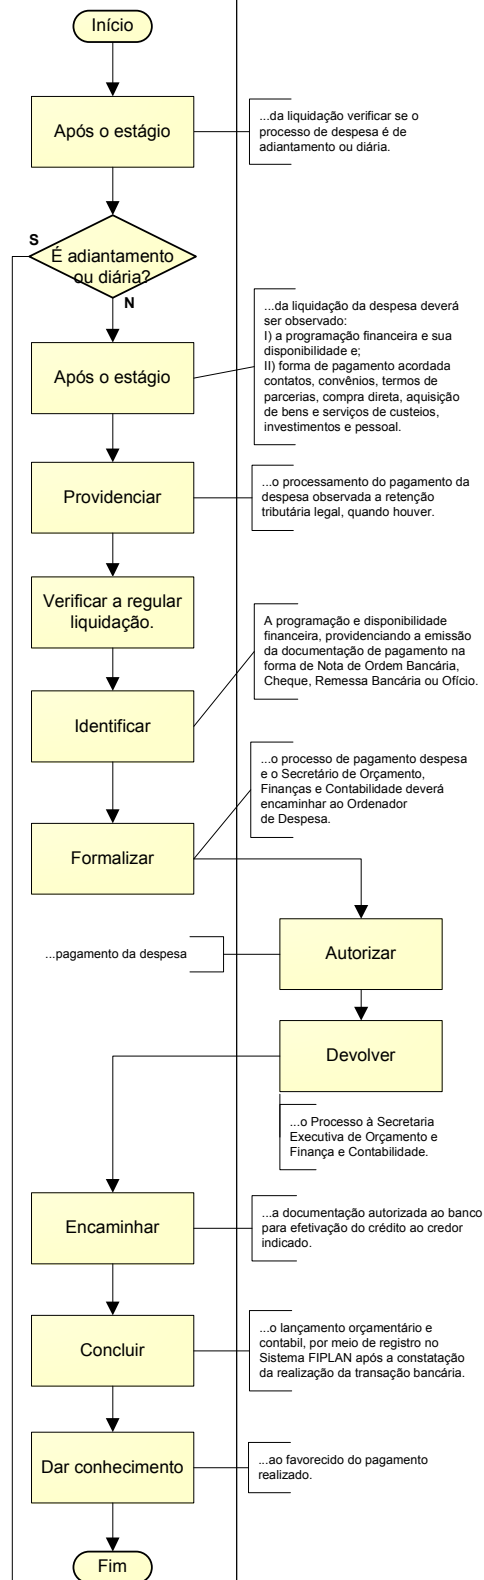 Início
Após o estágio
...da liquidação verificar se o
processo de despesa é de
adiantamento ou diária.
S
É adiantamento
ou diária?
N
Após o estágio
...da liquidação da despesa deverá
ser observado:
I) a programação financeira e sua
disponibilidade e;
II) forma de pagamento acordada
contatos, convênios, termos de
parcerias, compra direta, aquisição
de bens e serviços de custeios,
investimentos e pessoal.
Providenciar
...o processamento do pagamento da
despesa observada a retenção
tributária legal, quando houver.
Verificar a regular
liquidação.
Identificar
A programação e disponibilidade
financeira, providenciando a emissão
da documentação de pagamento na
forma de Nota de Ordem Bancária,
Cheque, Remessa Bancária ou Ofício.
Formalizar
...o processo de pagamento despesa
e o Secretário de Orçamento,
Finanças e Contabilidade deverá
encaminhar ao Ordenador
de Despesa.
Autorizar
...pagamento da despesa
Devolver
...o Processo à Secretaria
Executiva de Orçamento e
Finança e Contabilidade.
Encaminhar
...a documentação autorizada ao banco
para efetivação do crédito ao credor
indicado.
Concluir
...o lançamento orçamentário e
contabil, por meio de registro no
Sistema FIPLAN após a constatação
da realização da transação bancária.
Dar conhecimento
...ao favorecido do pagamento
realizado.
Fim